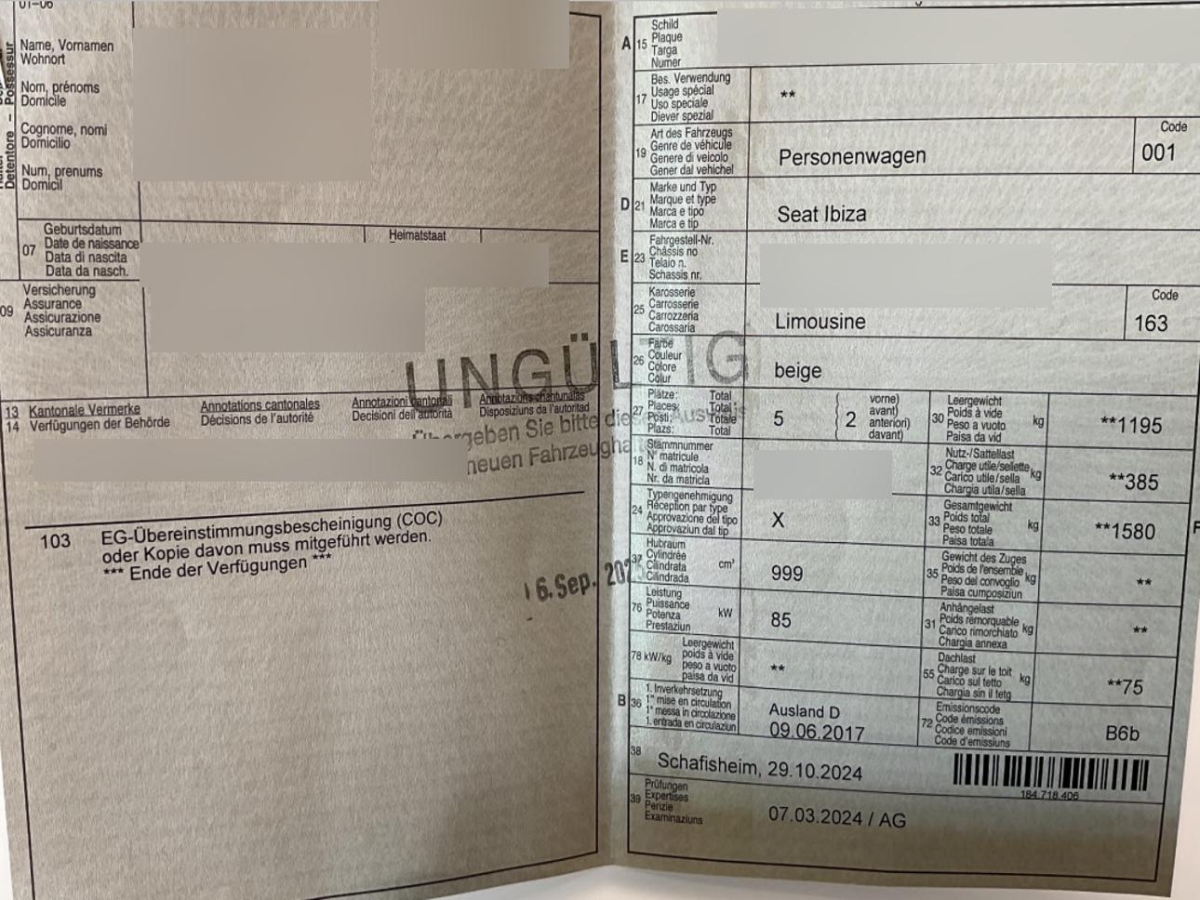 01-06
Detentore – Possessur
Name, Vornamen
Wohnort
Nom, prénoms
Domicile
Cognome, nomi
Domicilio
Num, prenums
Domicil
07
Geburtsdatum
Date de naissance
Data di nascita
Data da nasch.
Heimatstaat
09
Versicherung
Assurance
Assicurazione
Assicuranza
13 Kantonale Vermerke Annotations cantonales Annotazioni cantonali Annotaziuns chantunalas
14 Verfügungen der Behörde Décisions de l'autorité Decisioni dell'autorità Disposiziuns da l'autoritad
UNGÜLTIG
Übergeben Sie bitte diesen Ausweis
neuen Fahrzeugha
103 EG-Übereinstimmungsbescheinigung (COC)
oder Kopie davon muss mitgeführt werden.
*** Ende der Verfügungen ***
6. Sep. 202
A 15
Schild
Plaque
Targa
Numer
17
Bes. Verwendung
Usage spécial
Uso speciale
Diever spezial
**
19
Art des Fahrzeugs
Genre de véhicule
Genere di veicolo
Gener dal vehichel
Personenwagen
Code
001
D 21
Marke und Typ
Marque et type
Marca e tipo
Marca e tip
Seat Ibiza
E 23
Fahrgestell-Nr.
Châssis no
Telaio n.
Schassis nr.
25
Karosserie
Carrosserie
Carrozzeria
Carossaria
Limousine
Code
163
26
Farbe
Couleur
Colore
Colur
beige
27
Plätze: Total
Places: Total
Posti: Totale
Plazs: Total
5
2
vorne)
avant)
anteriori)
davant)
30
Leergewicht
Poids à vide
Peso a vuoto
Paisa da vid
kg
**1195
18
Stammnummer
N° matricule
N. di matricola
Nr. da matricla
32
Nutz-/Sattellast
Charge utile/sellette
Carico utile/sella
Chargia utila/sella
kg
**385
24
Typengenehmigung
Réception par type
Approvazione del tipo
Approvaziun dal tip
X
33
Gesamtgewicht
Poids total
Peso totale
Paisa totala
kg
**1580
F
37
Hubraum
Cylindrée
Cilindrata
Cilindrada
cm³
999
35
Gewicht des Zuges
Poids de l'ensemble
Peso del convoglio
Paisa cumposiziun
kg
**
76
Leistung
Puissance
Potenza
Prestaziun
kW
85
31
Anhängelast
Poids remorquable
Carico rimorchiato
Chargia annexa
kg
**
78 kW/kg
Leergewicht
poids à vide
peso a vuoto
paisa da vid
**
55
Dachlast
Charge sur le toit
Carico sul tetto
Chargia sin il tetg
kg
**75
B 36
1. Inverkehrsetzung
1re mise en circulation
1a messa in circolazione
1. entrada en circulaziun
Ausland D
09.06.2017
72
Emissionscode
Code émissions
Codice emissioni
Code d'emissiuns
B6b
38
Schafisheim, 29.10.2024
184.718.406
39
Prüfungen
Expertises
Perizie
Examinaziuns
07.03.2024 / AG